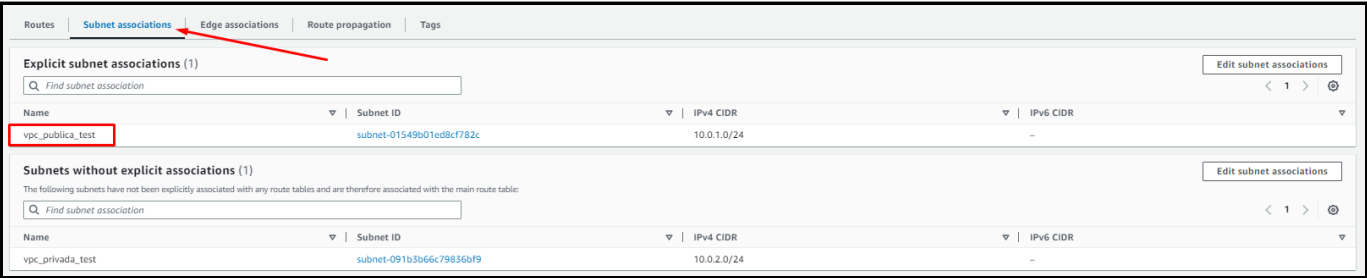 Routes Subnet associations Edge associations Route propagation Tags
Explicit subnet associations (1)
Edit subnet associations
Find subnet association
1
Name Subnet ID IPv4 CIDR IPv6 CIDR
vpc_publica_test subnet-01549b01ed8cf782c 10.0.1.0/24 –
Subnets without explicit associations (1)
Edit subnet associations
The following subnets have not been explicitly associated with any route tables and are therefore associated with the main route table:
Find subnet association
1
Name Subnet ID IPv4 CIDR IPv6 CIDR
vpc_privada_test subnet-091b3b66c79836bf9 10.0.2.0/24 –